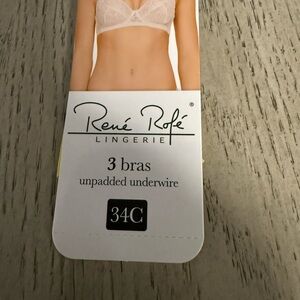 René Rofé®
LINGERIE
3 bras
unpadded underwire
34C